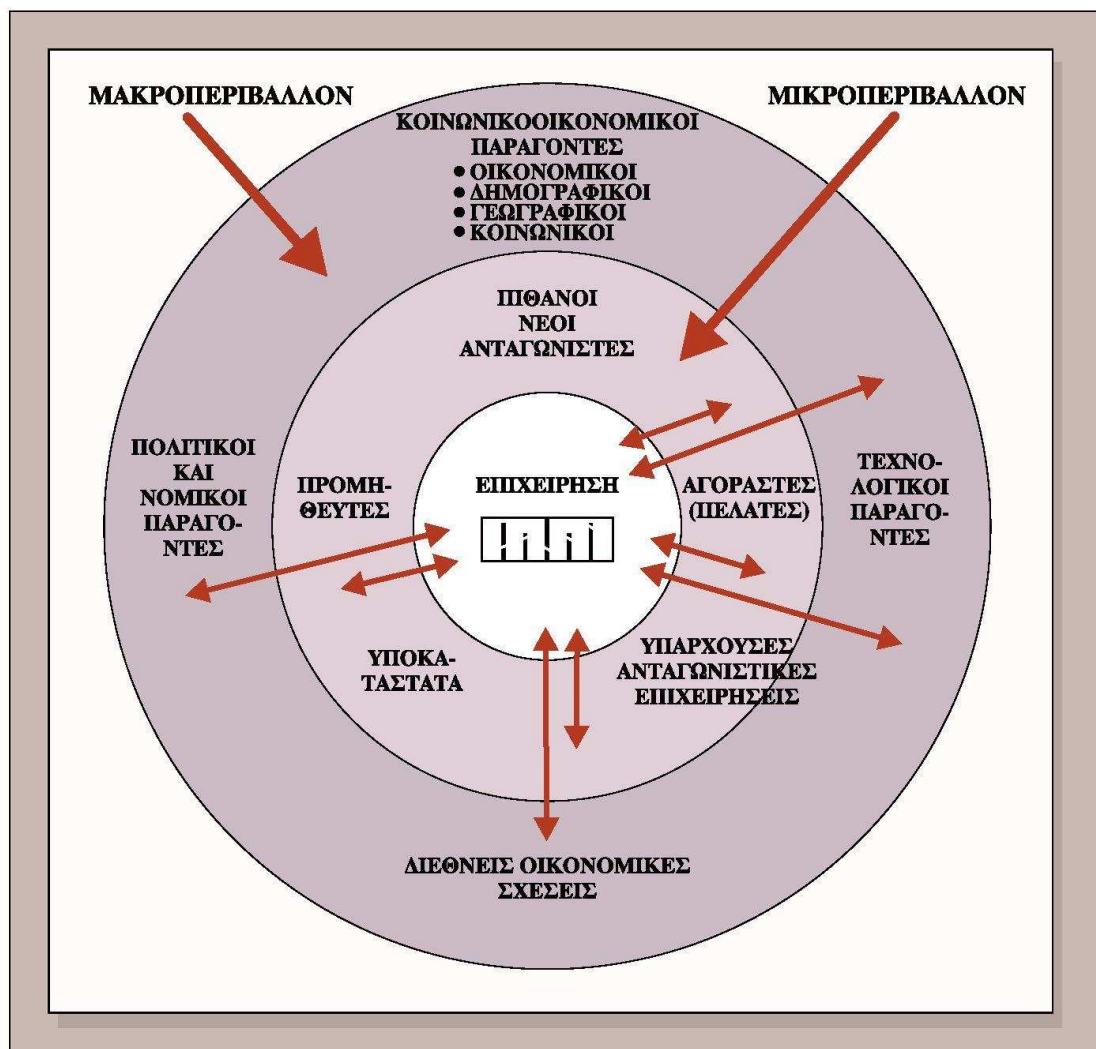 ΜΑΚΡΟΠΕΡΙΒΑΛΛΟΝ
ΜΙΚΡΟΠΕΡΙΒΑΛΛΟΝ
ΚΟΙΝΩΝΙΚΟΟΙΚΟΝΟΜΙΚΟΙ
ΠΑΡΑΓΟΝΤΕΣ
• ΟΙΚΟΝΟΜΙΚΟΙ
• ΔΗΜΟΓΡΑΦΙΚΟΙ
• ΓΕΩΓΡΑΦΙΚΟΙ
• ΚΟΙΝΩΝΙΚΟΙ
ΠΙΘΑΝΟΙ
ΝΕΟΙ
ΑΝΤΑΓΩΝΙΣΤΕΣ
ΠΟΛΙΤΙΚΟΙ
ΚΑΙ
ΝΟΜΙΚΟΙ
ΠΑΡΑΓΟ-
ΝΤΕΣ
ΠΡΟΜΗ-
ΘΕΥΤΕΣ
ΕΠΙΧΕΙΡΗΣΗ
ΑΓΟΡΑΣΤΕΣ
(ΠΕΛΑΤΕΣ)
ΤΕΧΝΟ-
ΛΟΓΙΚΟΙ
ΠΑΡΑΓΟ-
ΝΤΕΣ
ΥΠΟΚΑ-
ΤΑΣΤΑΤΑ
ΥΠΑΡΧΟΥΣΕΣ
ΑΝΤΑΓΩΝΙΣΤΙΚΕΣ
ΕΠΙΧΕΙΡΗΣΕΙΣ
ΔΙΕΘΝΕΙΣ ΟΙΚΟΝΟΜΙΚΕΣ
ΣΧΕΣΕΙΣ